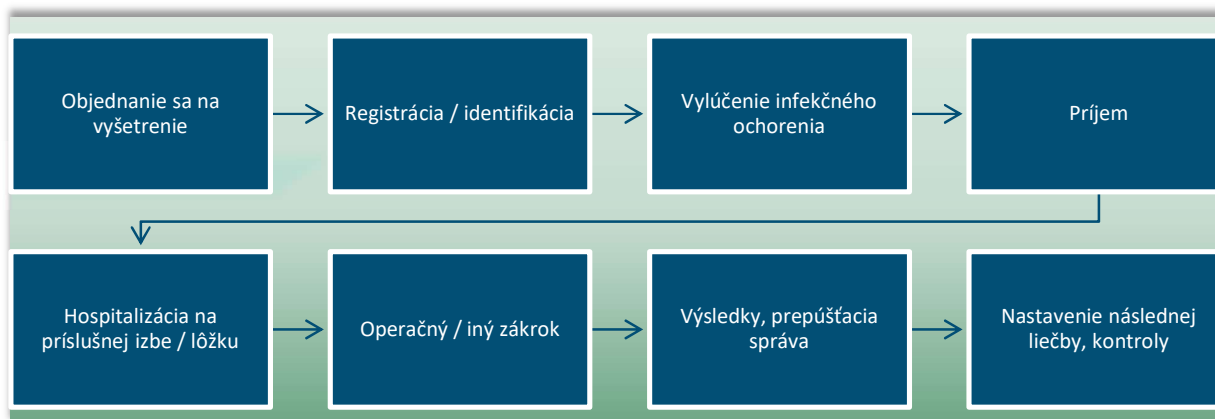 Objednanie sa na
vyšetrenie
Registrácia / identifikácia
Vylúčenie infekčného
ochorenia
Príjem
Hospitalizácia na
príslušnej izbe / lôžku
Operačný / iný zákrok
Výsledky, prepúšťacia
správa
Nastavenie následnej
liečby, kontroly